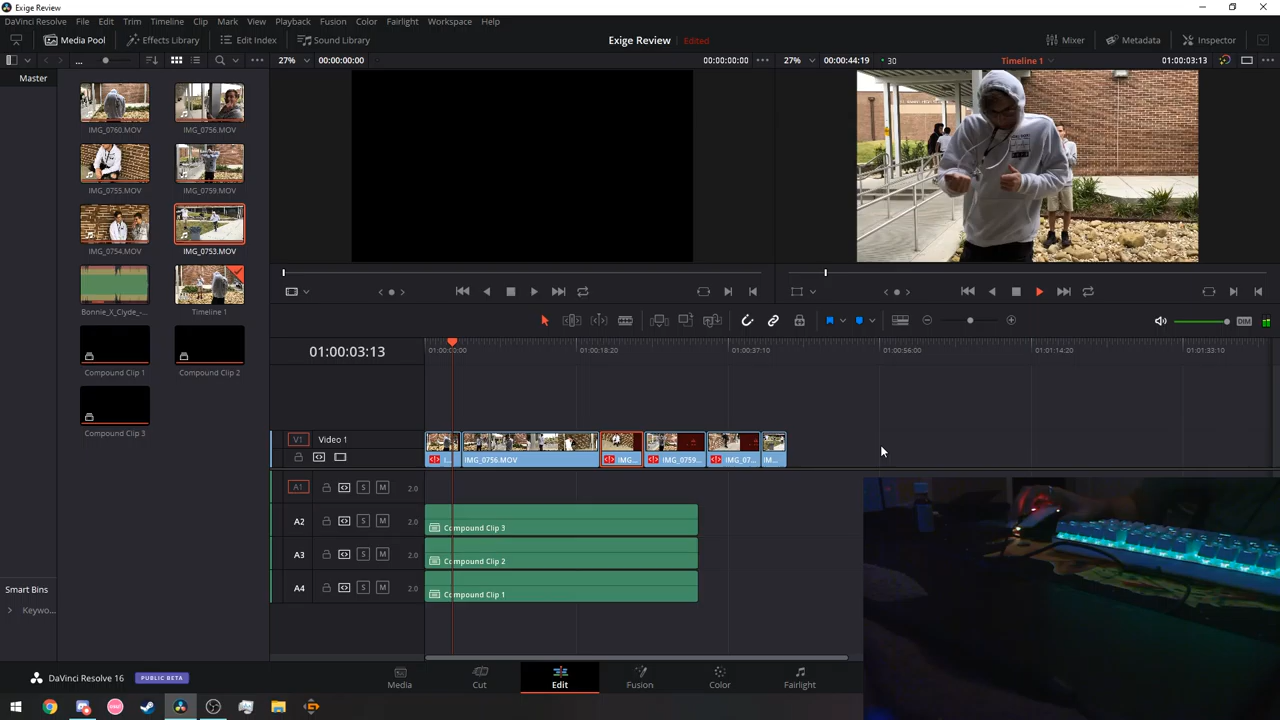 Exige Review
DaVinci Resolve File Edit Trim Timeline Clip Mark View Playback Fusion Color Fairlight Workspace Help
Media Pool Effects Library Edit Index Sound Library Exige Review Edited Mixer Metadata Inspector
... 27% 00:00:00:00 00:00:00:00 27% 00:00:44:19 30 Timeline 1 01:00:03:13
Master
IMG_0760.MOV IMG_0756.MOV
IMG_0755.MOV IMG_0759.MOV
IMG_0754.MOV IMG_0753.MOV
Bonnie_X_Clyde_-... Timeline 1
Compound Clip 1 Compound Clip 2
Compound Clip 3
DIM
01:00:03:13 01:00:00:00 01:00:18:20 01:00:37:10 01:00:56:00 01:01:14:20 01:01:33:10
V1 Video 1
I... IMG_0756.MOV IMG... IMG_0759... IMG_07... IM...
A1 S M 2.0
A2 S M 2.0 Compound Clip 3
A3 S M 2.0 Compound Clip 2
A4 S M 2.0 Compound Clip 1
Smart Bins
Keywo...
DaVinci Resolve 16 PUBLIC BETA Media Cut Edit Fusion Color Fairlight